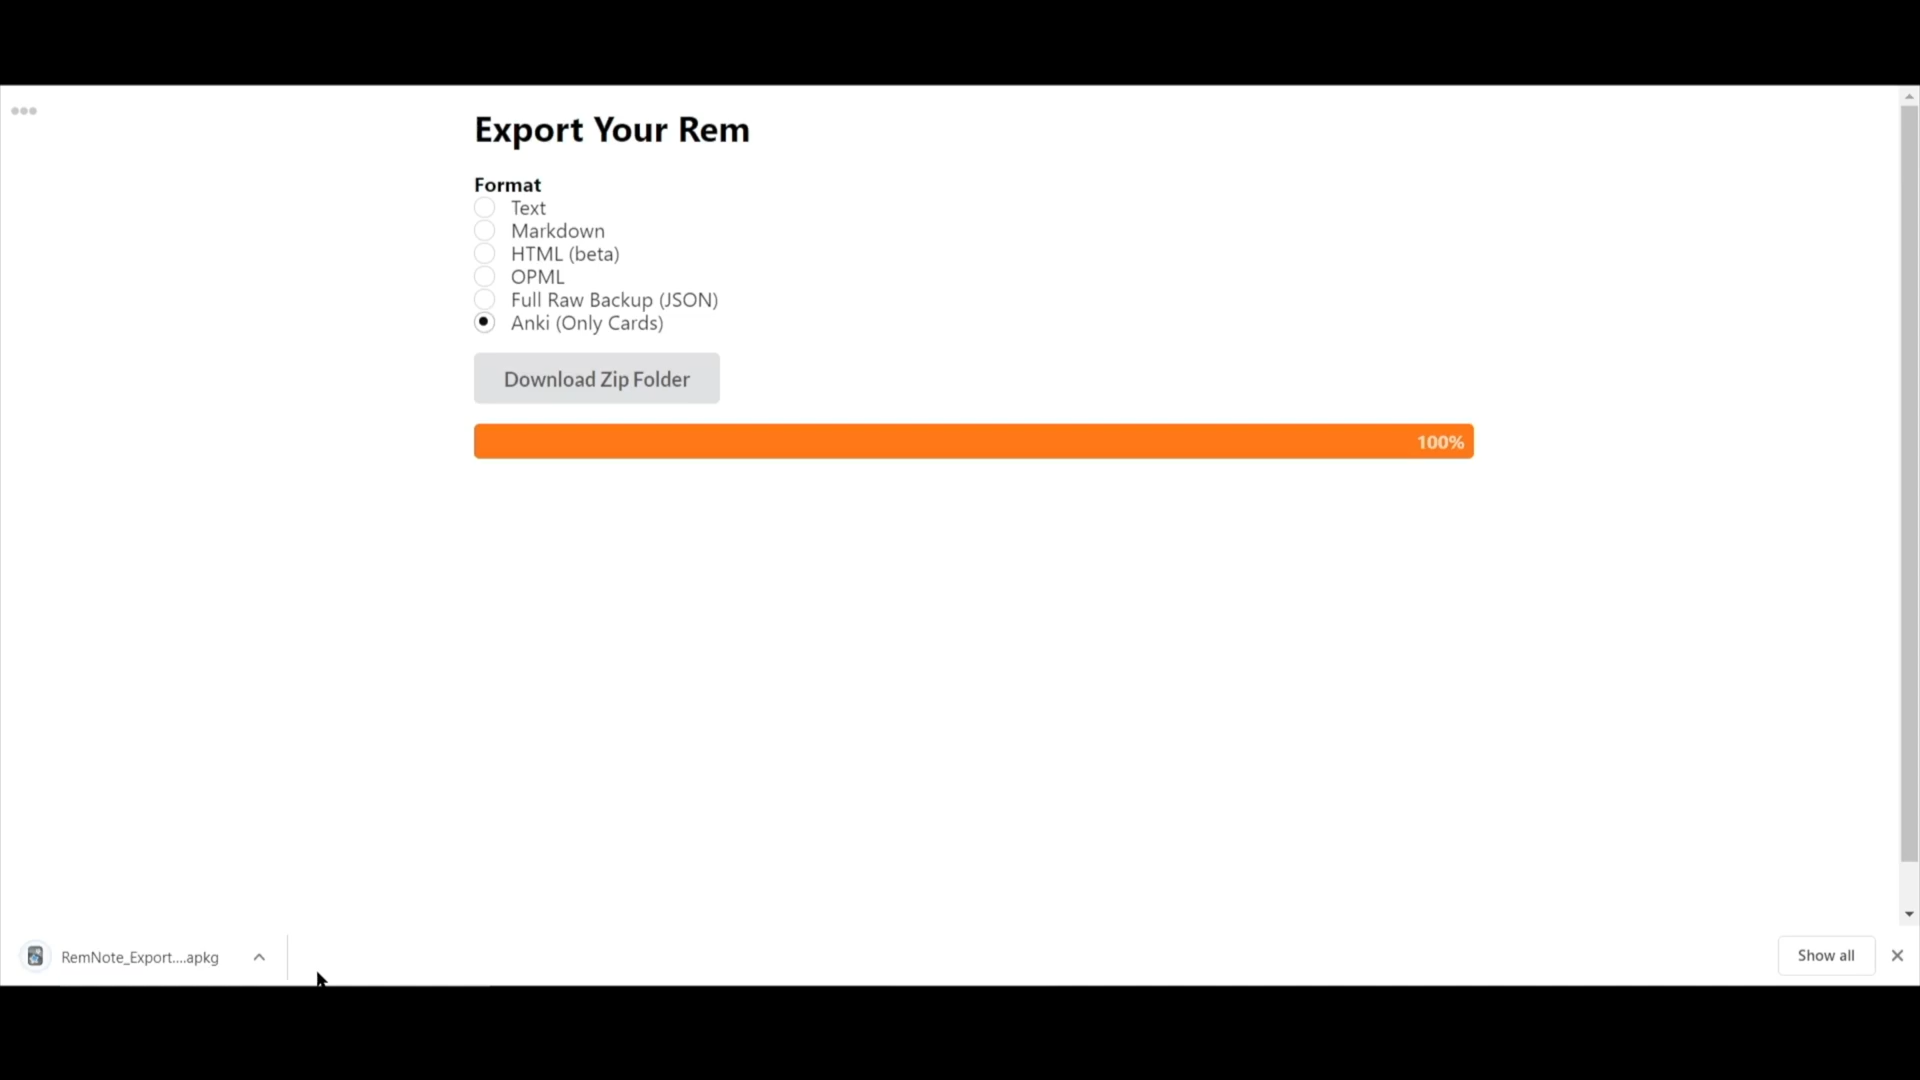 Export Your Rem
Format
Text
Markdown
HTML (beta)
OPML
Full Raw Backup (JSON)
Anki (Only Cards)
Download Zip Folder
100%
RemNote_Export....apkg
Show all